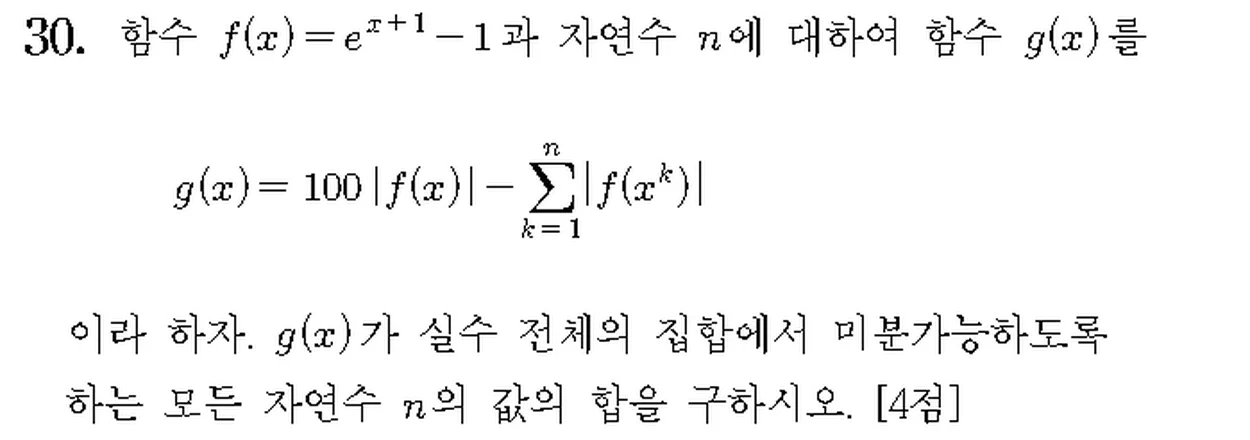 30. 함수 f(x)=e^{x+1}-1과 자연수 n에 대하여 함수 g(x)를
g(x)= 100|f(x)|-\sum_{k=1}^{n}|f(x^k)|
이라 하자. g(x)가 실수 전체의 집합에서 미분가능하도록
하는 모든 자연수 n의 값의 합을 구하시오. [4점]